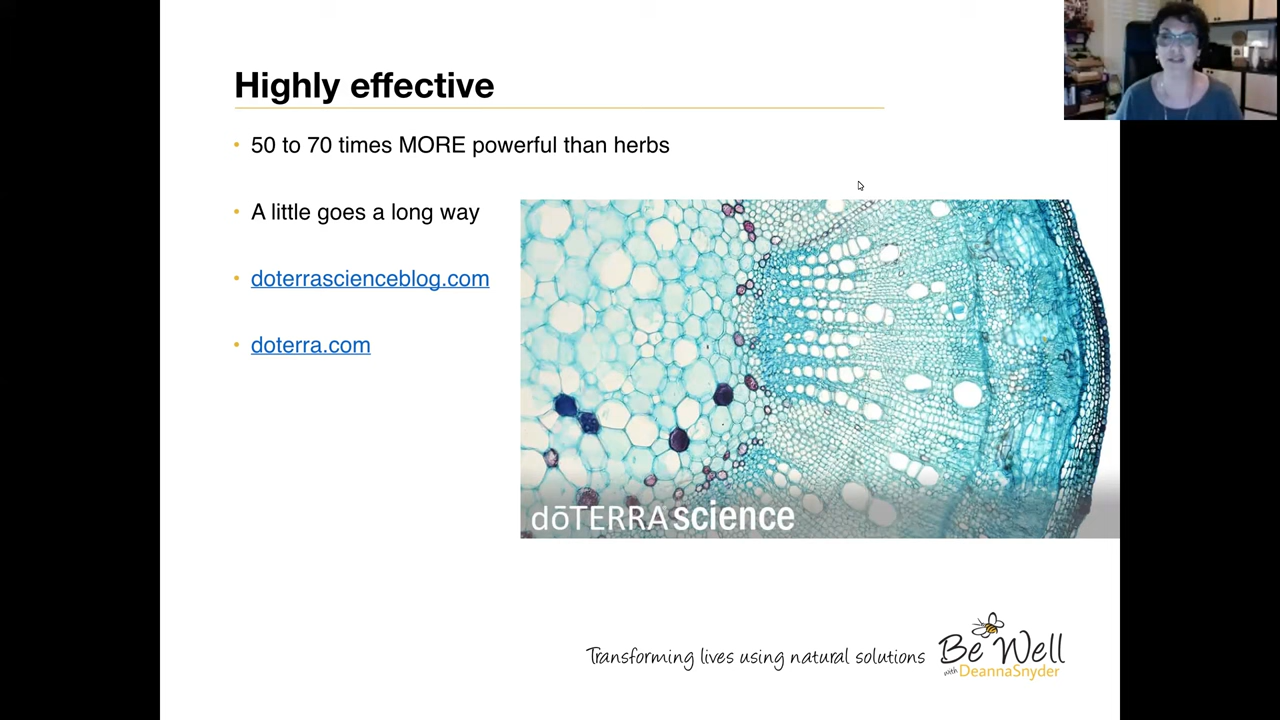 Highly effective
50 to 70 times MORE powerful than herbs
A little goes a long way
doterrascienceblog.com
doterra.com
dōTERRA science
Transforming lives using natural solutions
Be Well
with DeannaSnyder